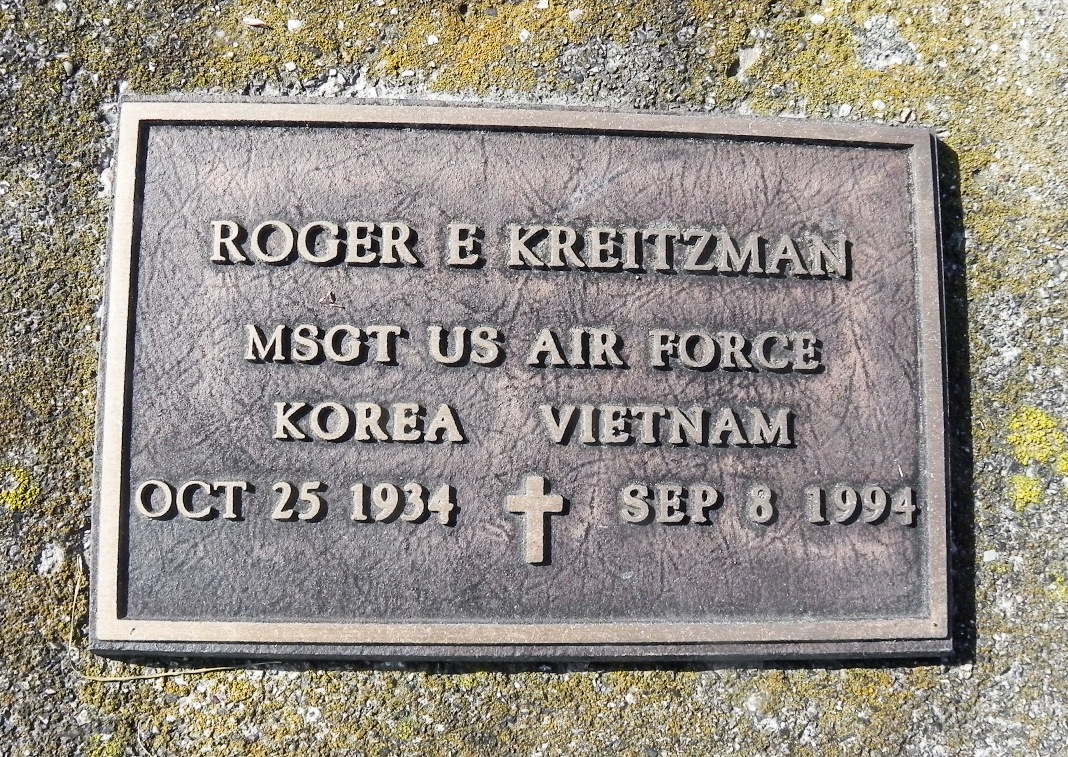 ROGER E KREITZMAN
MSGT US AIR FORCE
KOREA VIETNAM
OCT 25 1934 SEP 8 1994